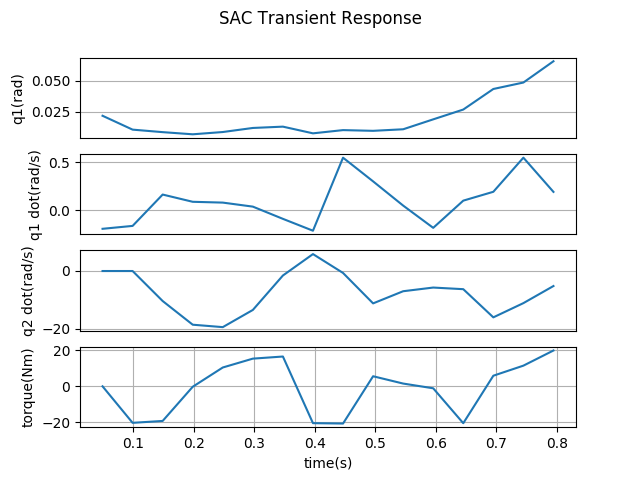 SAC Transient Response
q1(rad)
0.050
0.025
q1 dot(rad/s)
0.5
0.0
q2 dot(rad/s)
0
−20
torque(Nm)
20
0
−20
0.1 0.2 0.3 0.4 0.5 0.6 0.7 0.8
time(s)